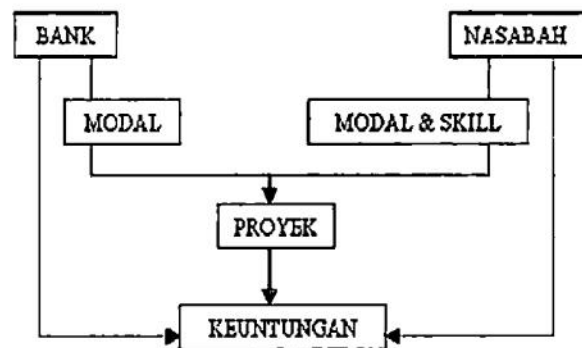 BANK
NASABAH
MODAL
MODAL & SKILL
PROYEK
KEUNTUNGAN